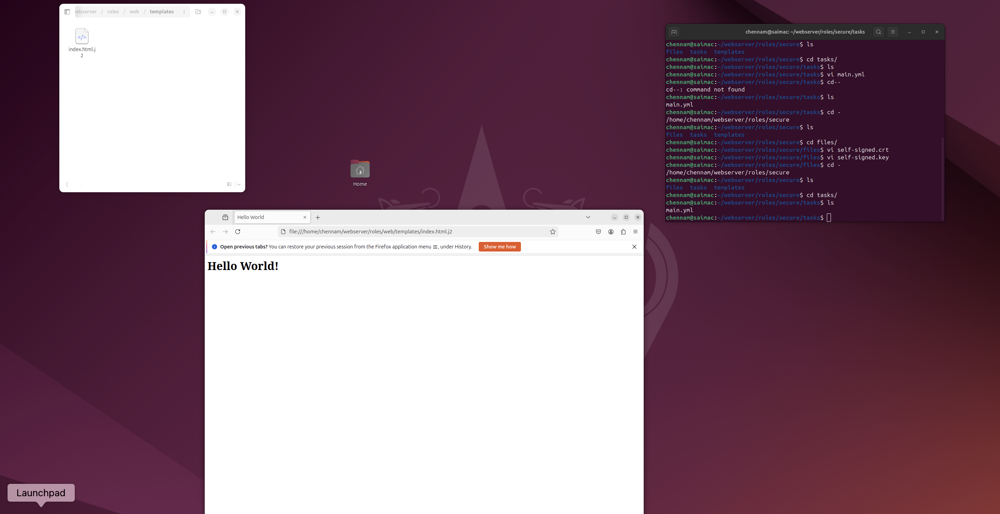 webserver / roles / web / templates
index.html.j
2
Home
chennam@saimac: ~/webserver/roles/secure/tasks
chennam@saimac:~/webserver/roles/secure$ ls
files  tasks  templates
chennam@saimac:~/webserver/roles/secure$ cd tasks/
chennam@saimac:~/webserver/roles/secure/tasks$ ls
chennam@saimac:~/webserver/roles/secure/tasks$ vi main.yml
chennam@saimac:~/webserver/roles/secure/tasks$ cd--
cd--: command not found
chennam@saimac:~/webserver/roles/secure/tasks$ ls
main.yml
chennam@saimac:~/webserver/roles/secure/tasks$ cd -
/home/chennam/webserver/roles/secure
chennam@saimac:~/webserver/roles/secure$ ls
files  tasks  templates
chennam@saimac:~/webserver/roles/secure$ cd files/
chennam@saimac:~/webserver/roles/secure/files$ vi self-signed.crt
chennam@saimac:~/webserver/roles/secure/files$ vi self-signed.key
chennam@saimac:~/webserver/roles/secure/files$ cd -
/home/chennam/webserver/roles/secure
chennam@saimac:~/webserver/roles/secure$ ls
files  tasks  templates
chennam@saimac:~/webserver/roles/secure$ cd tasks/
chennam@saimac:~/webserver/roles/secure/tasks$ ls
main.yml
chennam@saimac:~/webserver/roles/secure/tasks$
Hello World
file:///home/chennam/webserver/roles/web/templates/index.html.j2
Open previous tabs? You can restore your previous session from the Firefox application menu ☰, under History. Show me how
Hello World!
Launchpad